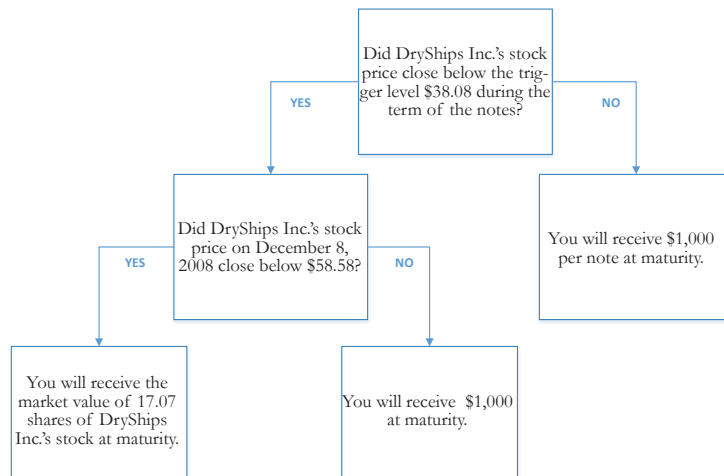 Did DryShips Inc.'s stock
price close below the trig-
ger level $38.08 during the
term of the notes?
YES
NO
Did DryShips Inc.'s stock
price on December 8,
2008 close below $58.58?
You will receive $1,000
per note at maturity.
YES
NO
You will receive the
market value of 17.07
shares of DryShips
Inc.'s stock at maturity.
You will receive $1,000
at maturity.